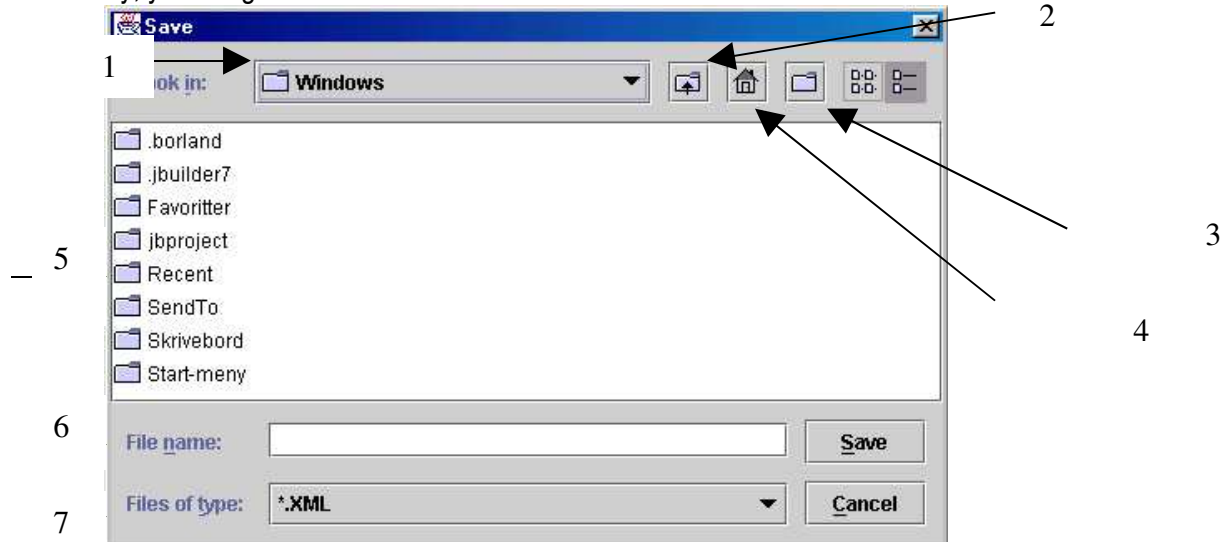 Save
2
1
ok in:
Windows
.borland
.jbuilder7
Favoritter
jbproject
3
5
Recent
SendTo
4
Skrivebord
Start-meny
6
File name:
Save
Files of type:
*.XML
Cancel
7